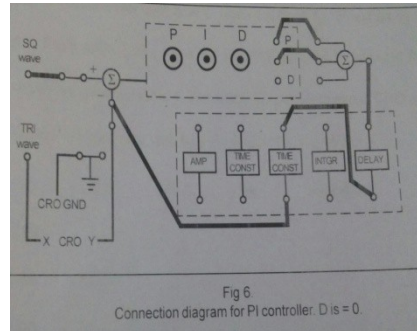 SQ
wave
+
Σ
-
P I D
P
I
D
Σ
TRI
wave
AMP
TIME
CONST
TIME
CONST
INTGR
DELAY
CRO GND
X CRO Y
Fig 6.
Connection diagram for PI controller. D is = 0.